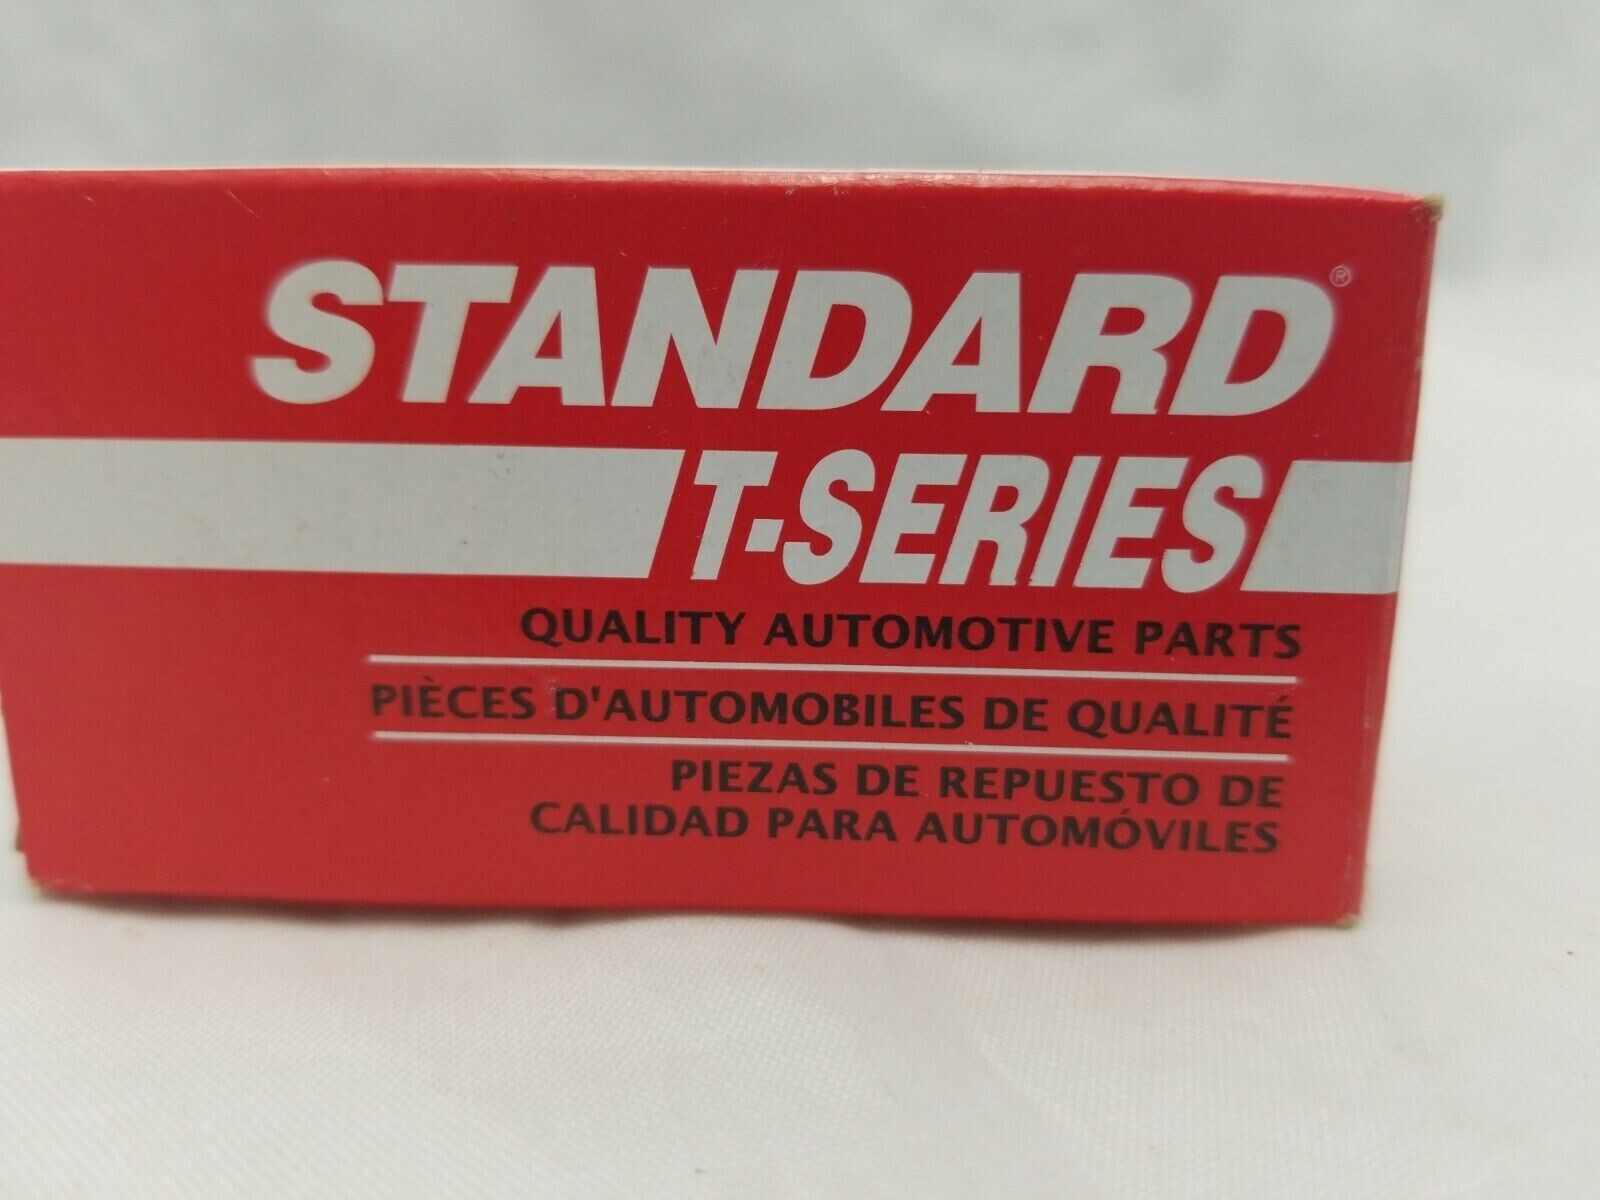 STANDARD®
T-SERIES
QUALITY AUTOMOTIVE PARTS
PIÈCES D'AUTOMOBILES DE QUALITÉ
PIEZAS DE REPUESTO DE
CALIDAD PARA AUTOMÓVILES